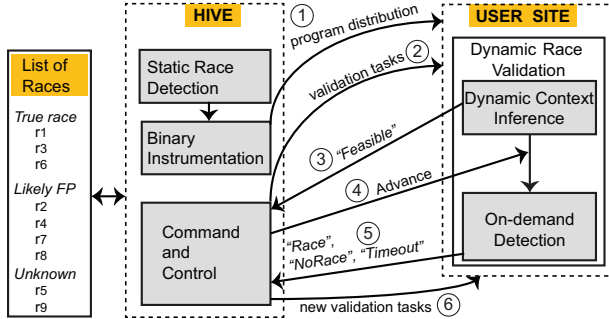 List of
Races
True race
r1
r3
r6
Likely FP
r2
r4
r7
r8
Unknown
r5
r9
HIVE
Static Race
Detection
Binary
Instrumentation
Command
and
Control
1 program distribution
validation tasks 2
3 "Feasible"
4 Advance
5
"Race",
"NoRace", "Timeout"
new validation tasks 6
USER SITE
Dynamic Race
Validation
Dynamic Context
Inference
On-demand
Detection